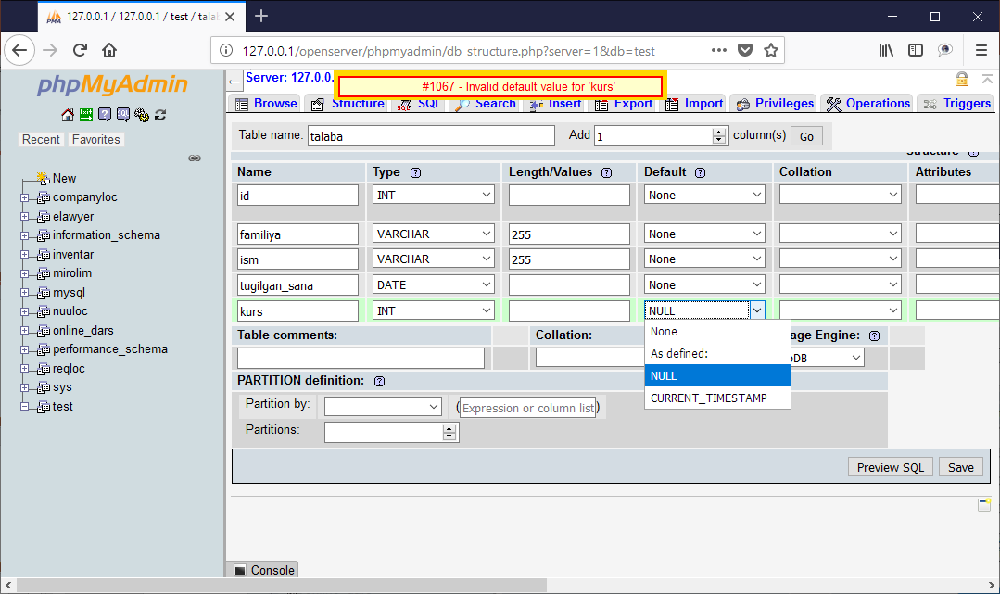 127.0.0.1 / 127.0.0.1 / test / tala
127.0.0.1/openserver/phpmyadmin/db_structure.php?server=1&db=test
phpMyAdmin
Recent Favorites
New
companyloc
elawyer
information_schema
inventar
mirolim
mysql
nuuloc
online_dars
performance_schema
reqloc
sys
test
Server: 127.0.0.
#1067 - Invalid default value for 'kurs'
Browse Structure SQL Search Insert Export Import Privileges Operations Triggers
Table name: talaba Add 1 column(s) Go
Structure
Name Type Length/Values Default Collation Attributes
id INT None
familiya VARCHAR 255 None
ism VARCHAR 255 None
tugilgan_sana DATE None
kurs INT NULL
None
As defined:
NULL
CURRENT_TIMESTAMP
Table comments: Collation: age Engine:
oDB
PARTITION definition:
Partition by: (Expression or column list)
Partitions:
Preview SQL Save
Console